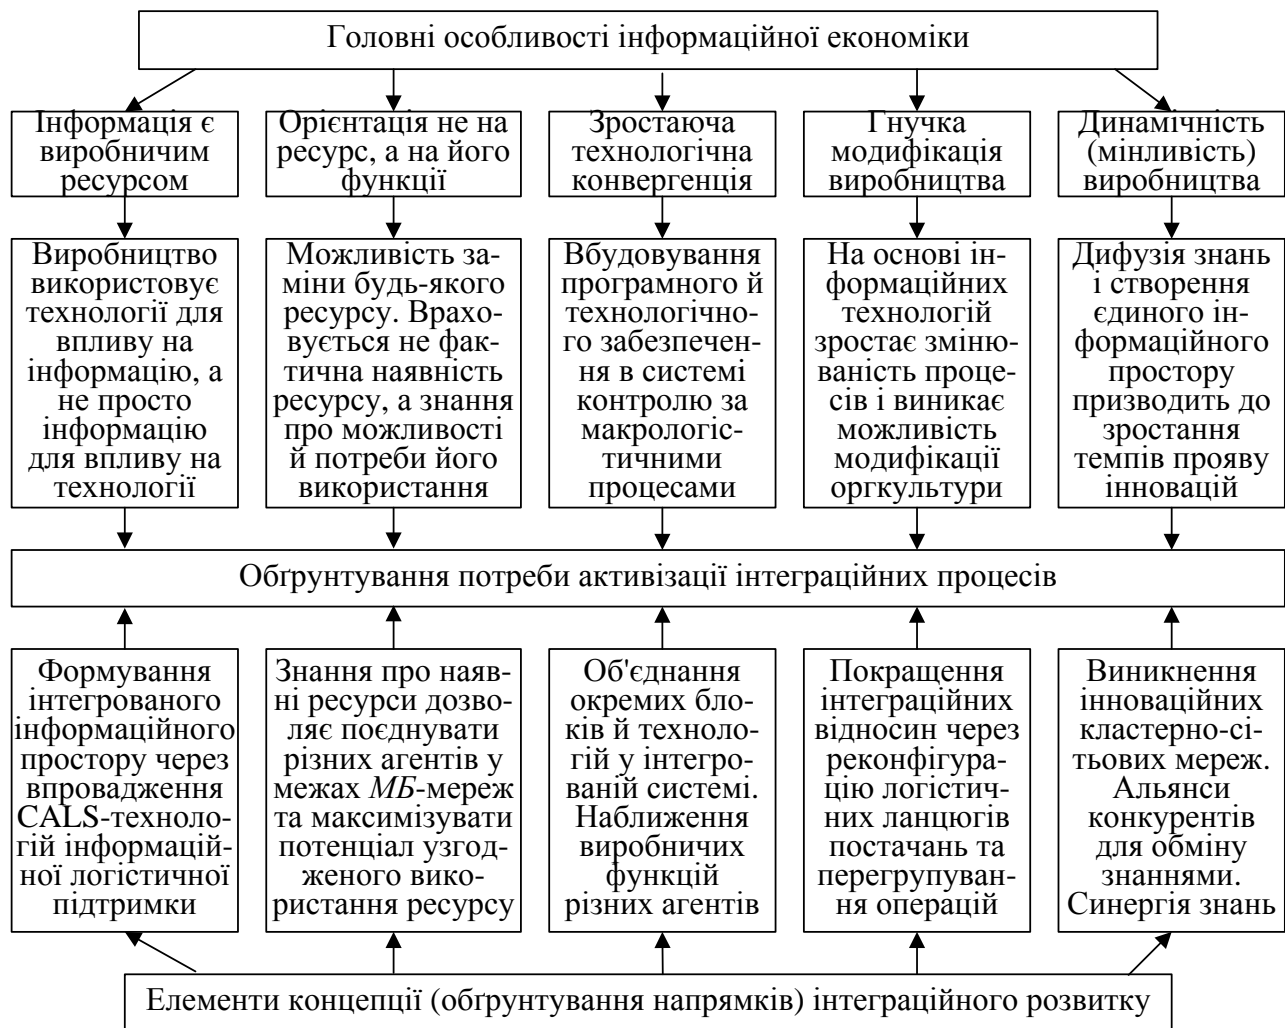 Головні особливості інформаційної економіки
Інформація є
виробничим
ресурсом
Орієнтація не на
ресурс, а на його
функції
Зростаюча
технологічна
конвергенція
Гнучка
модифікація
виробництва
Динамічність
(мінливість)
виробництва
Виробництво
використовує
технології для
впливу на
інформацію, а
не просто
інформацію
для впливу на
технології
Можливість за-
міни будь-якого
ресурсу. Врахо-
вується не фак-
тична наявність
ресурсу, а знання
про можливості
й потреби його
використання
Вбудовування
програмного й
технологічно-
го забезпечен-
ня в системі
контролю за
макрологіс-
тичними
процесами
На основі ін-
формаційних
технологій
зростає зміню-
ваність проце-
сів і виникає
можливість
модифікації
оргкультури
Дифузія знань
і створення
єдиного ін-
формаційного
простору
призводить до
зростання
темпів прояву
інновацій
Обґрунтування потреби активізації інтеграційних процесів
Формування
інтегрованого
інформаційного
простору через
впровадження
CALS-техноло-
гій інформацій-
ної логістичної
підтримки
Знання про наяв-
ні ресурси дозво-
ляє поєднувати
різних агентів у
межах МБ-мереж
та максимізувати
потенціал узгод-
женого вико-
ристання ресурсу
Об'єднання
окремих бло-
ків й техноло-
гій у інтегро-
ваній системі.
Наближення
виробничих
функцій
різних агентів
Покращення
інтеграційних
відносин через
реконфігура-
цію логістич-
них ланцюгів
постачань та
перегрупуван-
ня операцій
Виникнення
інноваційних
кластерно-сі-
тьових мереж.
Альянси
конкурентів
для обміну
знаннями.
Синергія знань
Елементи концепції (обґрунтування напрямків) інтеграційного розвитку